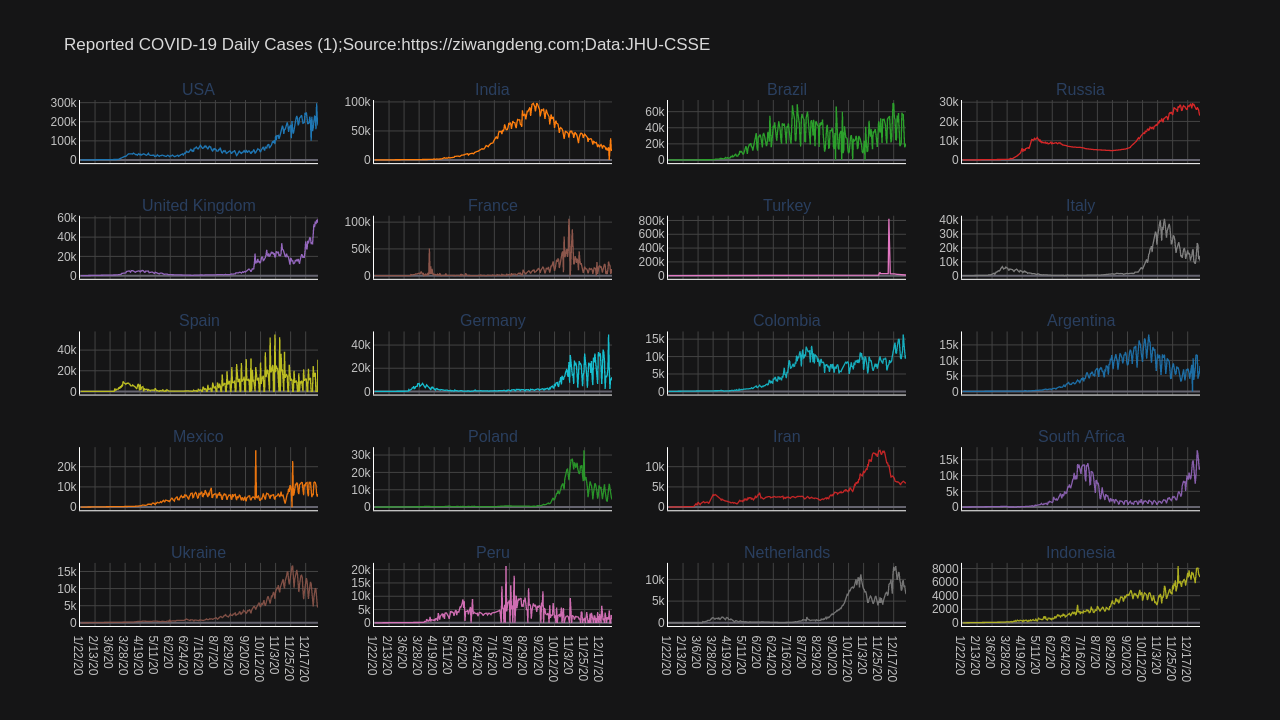 Reported COVID-19 Daily Cases (1);Source:https://ziwangdeng.com;Data:JHU-CSSE
USA
300k
200k
100k
0
India
100k
50k
0
Brazil
60k
40k
20k
0
Russia
30k
20k
10k
0
United Kingdom
60k
40k
20k
0
France
100k
50k
0
Turkey
800k
600k
400k
200k
0
Italy
40k
30k
20k
10k
0
Spain
40k
20k
0
Germany
40k
20k
0
Colombia
15k
10k
5k
0
Argentina
15k
10k
5k
0
Mexico
20k
10k
0
Poland
30k
20k
10k
0
Iran
10k
5k
0
South Africa
15k
10k
5k
0
Ukraine
15k
10k
5k
0
1/22/20
2/13/20
3/6/20
3/28/20
4/19/20
5/11/20
6/2/20
6/24/20
7/16/20
8/7/20
8/29/20
9/20/20
10/12/20
11/3/20
11/25/20
12/17/20
Peru
20k
15k
10k
5k
0
1/22/20
2/13/20
3/6/20
3/28/20
4/19/20
5/11/20
6/2/20
6/24/20
7/16/20
8/7/20
8/29/20
9/20/20
10/12/20
11/3/20
11/25/20
12/17/20
Netherlands
10k
5k
0
1/22/20
2/13/20
3/6/20
3/28/20
4/19/20
5/11/20
6/2/20
6/24/20
7/16/20
8/7/20
8/29/20
9/20/20
10/12/20
11/3/20
11/25/20
12/17/20
Indonesia
8000
6000
4000
2000
0
1/22/20
2/13/20
3/6/20
3/28/20
4/19/20
5/11/20
6/2/20
6/24/20
7/16/20
8/7/20
8/29/20
9/20/20
10/12/20
11/3/20
11/25/20
12/17/20